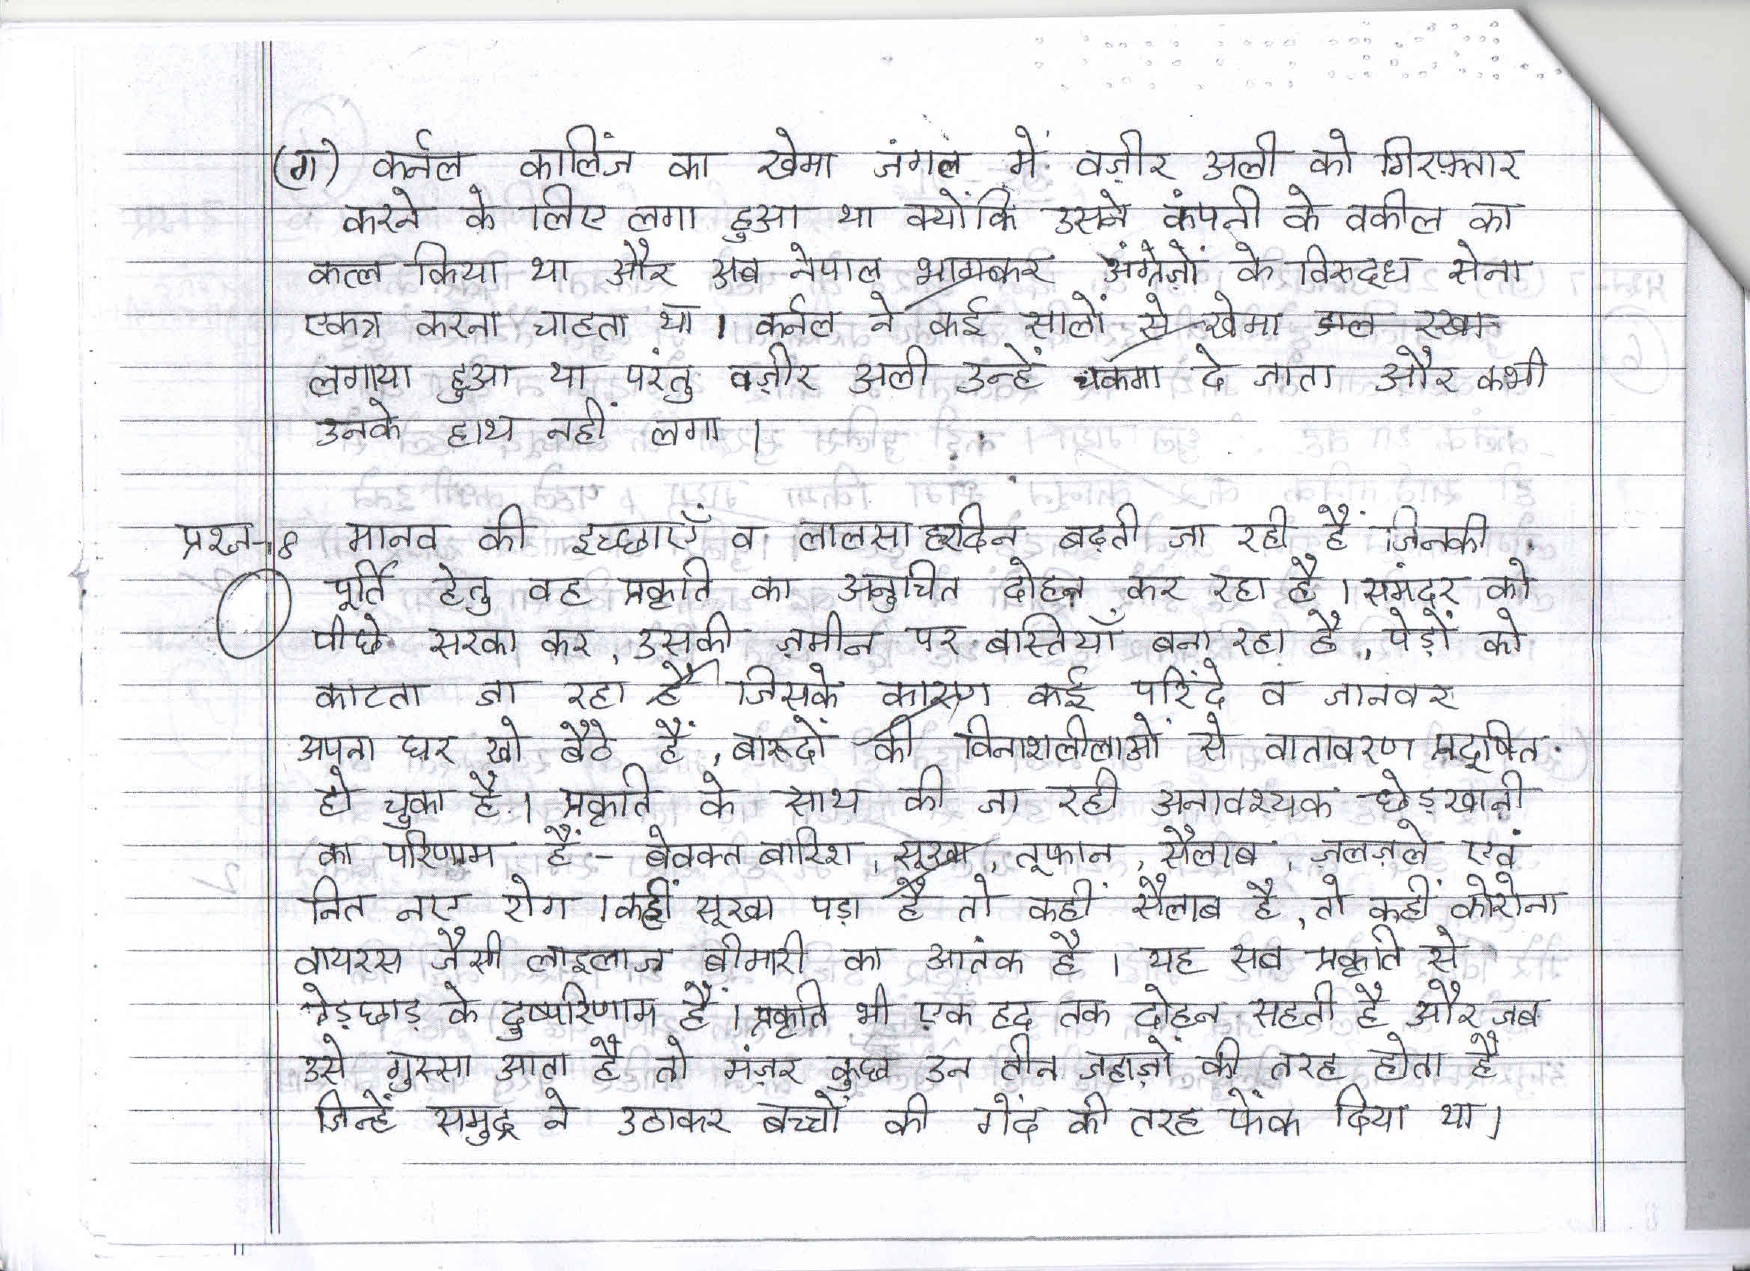 (ग) कर्नल कालिंज का खेमा जंगल में वज़ीर अली को गिरफ़्तार
करने के लिए लगा हुआ था क्योंकि उसने कंपनी के वकील का
कत्ल किया था और अब नेपाल भागकर अंग्रेज़ों के विरुद्ध सेना
एकत्र करना चाहता था। कर्नल ने कई सालों से खेमा डाल रखा
लगाया हुआ था परंतु वज़ीर अली उन्हें चकमा दे जाता और कभी
उनके हाथ नहीं लगा।
प्रश्न-8 मानव की इच्छाएँ व लालसा हरदिन बढ़ती जा रही हैं जिनकी
पूर्ति हेतु वह प्रकृति का अनुचित दोहन कर रहा है। समंदर को
पीछे सरका कर, उसकी ज़मीन पर बास्तियाँ बना रहा है, पेड़ों को
काटता जा रहा है जिसके कारण कई परिंदे व जानवर
अपना घर खो बैठे हैं, बारूदों की विनाशलीलाओं से वातावरण प्रदूषित
हो चुका है। प्रकृति के साथ की जा रही अनावश्यक छेड़खानी
का परिणाम हैं - बेवक्त बारिश, सूखा, तूफान, सैलाब, ज़लज़ले एवं
नित नए रोग। कहीं सूखा पड़ा है तो कहीं सैलाब है, तो कहीं कोरोना
वायरस जैसी लाइलाज बीमारी का आतंक है। यह सब प्रकृति से
छेड़छाड़ के दुष्परिणाम हैं। प्रकृति भी एक हद तक दोहन सहती है और जब
उसे गुस्सा आता है तो मंज़र कुछ उन तीन जहाज़ों की तरह होता है
जिन्हें समुद्र ने उठाकर बच्चों की गेंद की तरह फेंक दिया था।